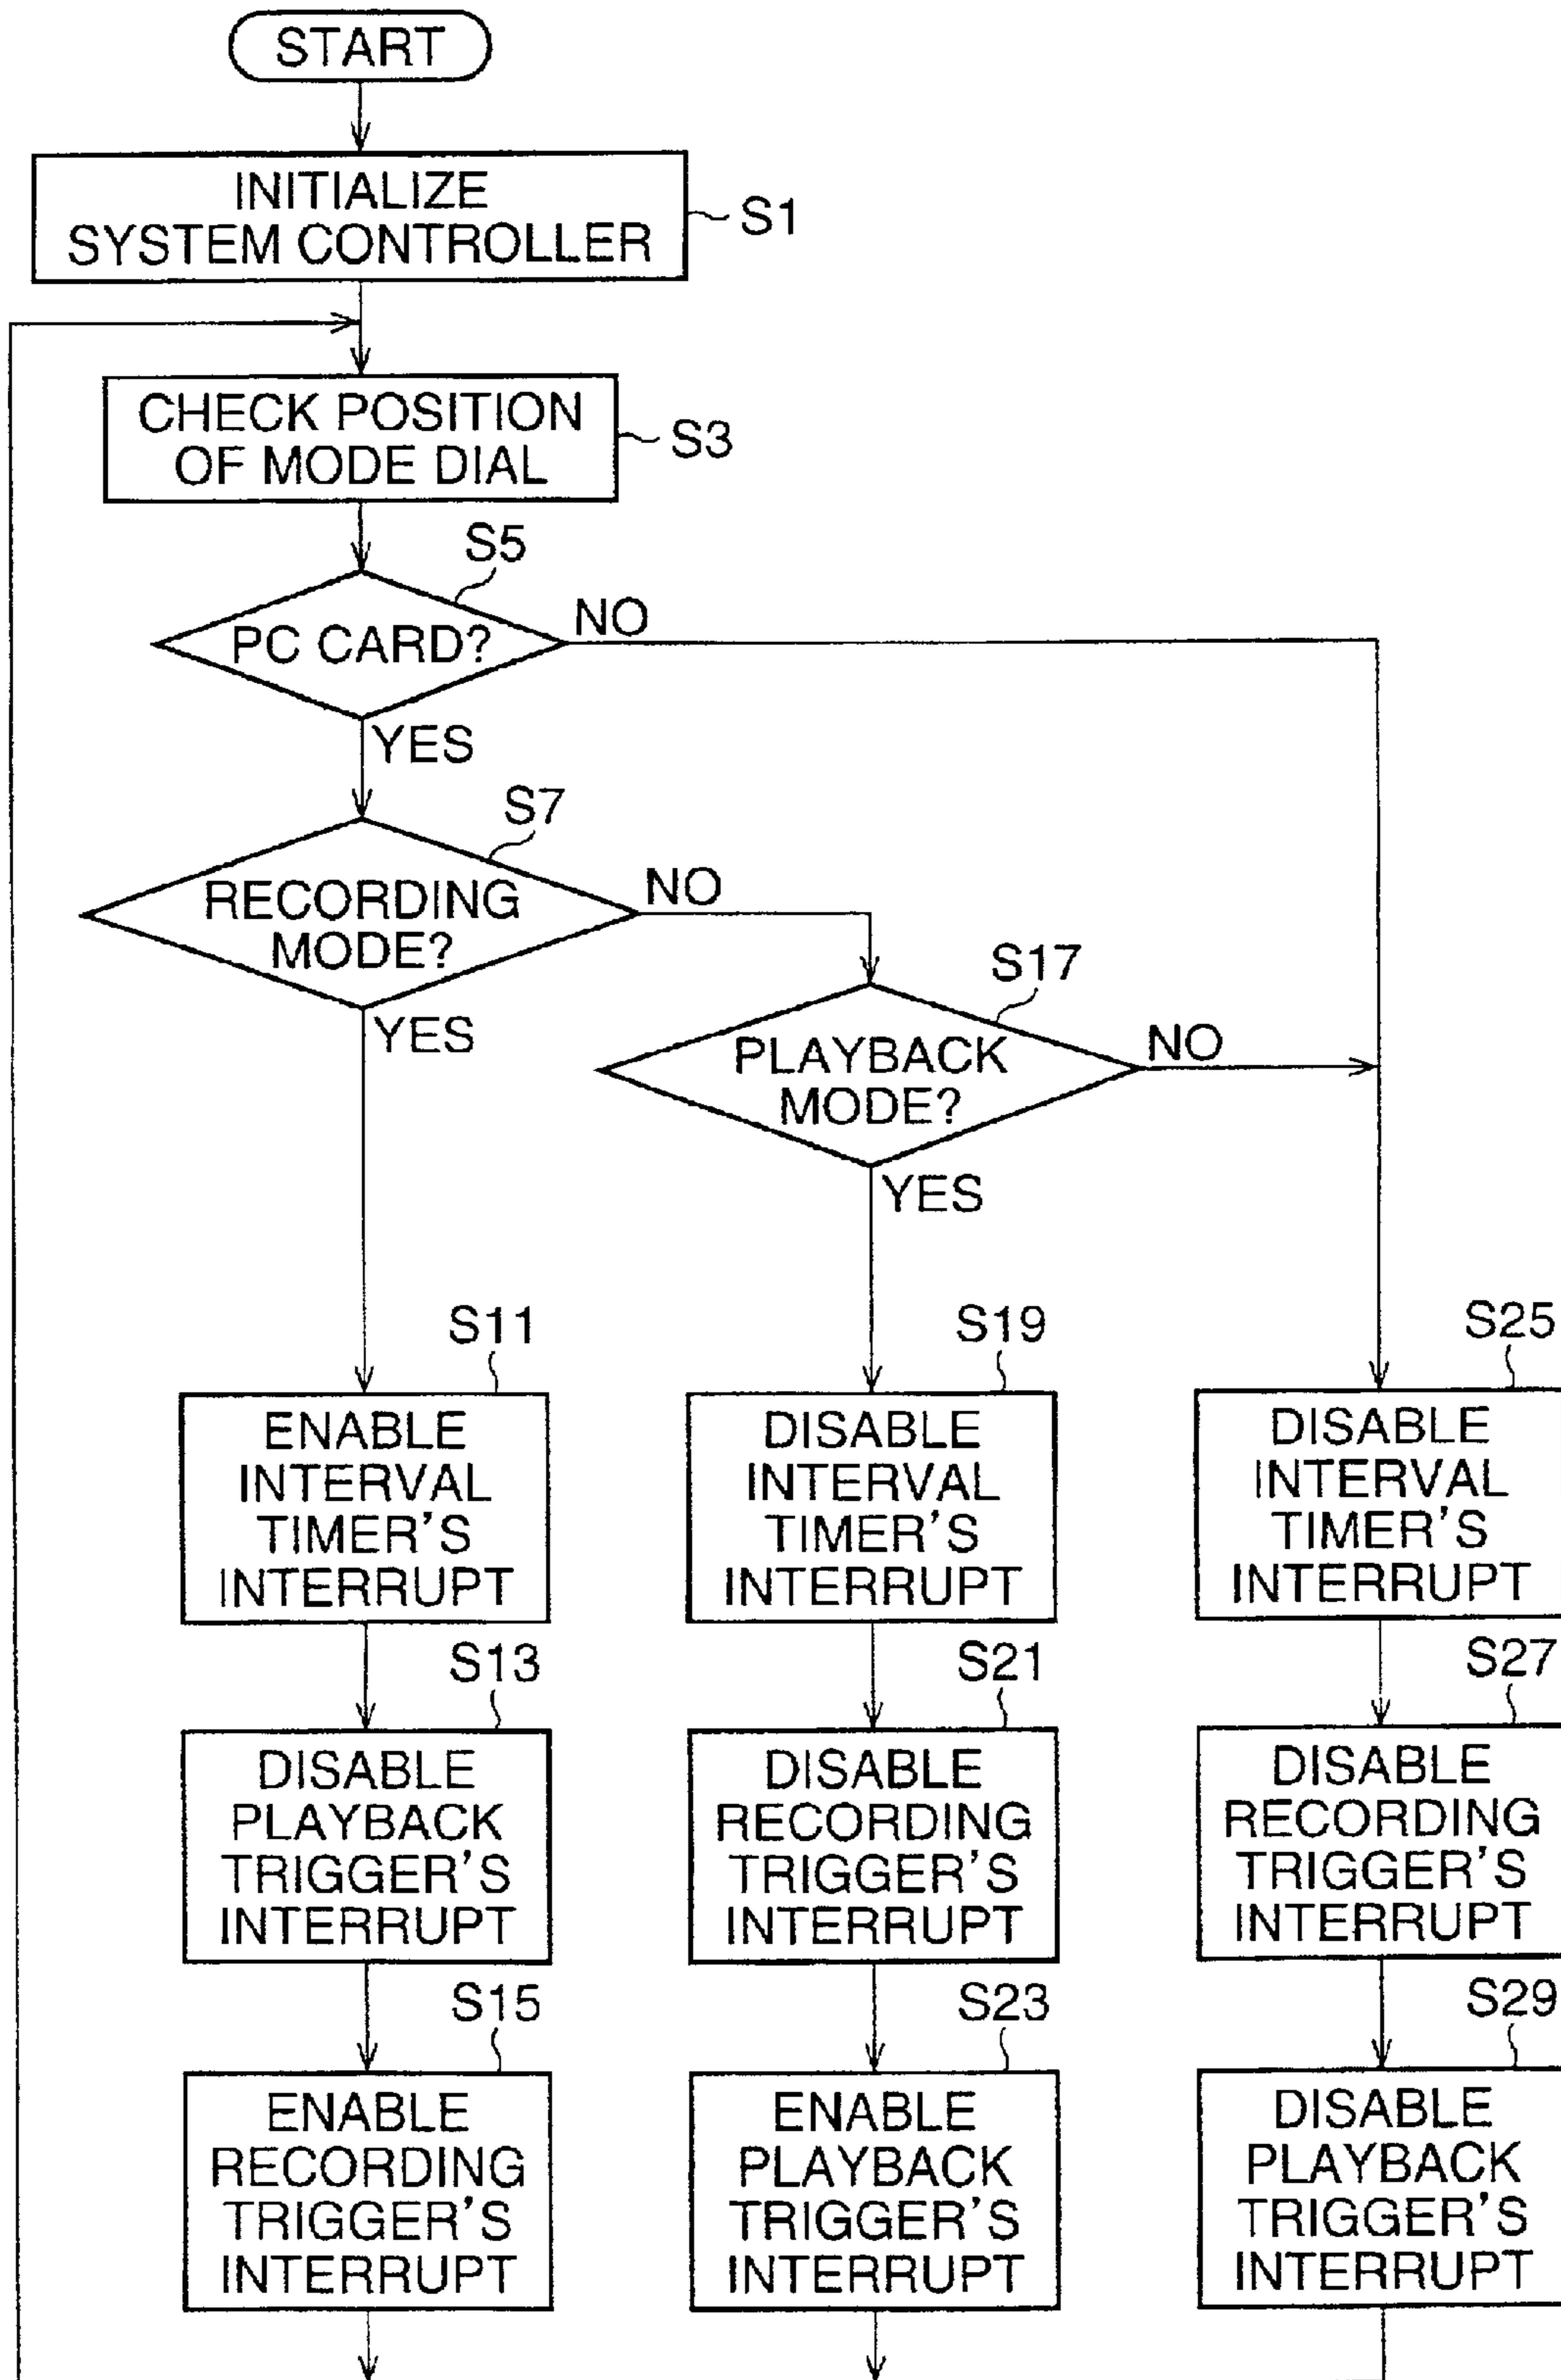 START
INITIALIZE
SYSTEM CONTROLLER
S1
CHECK POSITION
OF MODE DIAL
S3
S5
PC CARD?
NO
YES
S7
RECORDING
MODE?
NO
YES
S17
PLAYBACK
MODE?
NO
YES
S11
ENABLE
INTERVAL
TIMER'S
INTERRUPT
S13
DISABLE
PLAYBACK
TRIGGER'S
INTERRUPT
S15
ENABLE
RECORDING
TRIGGER'S
INTERRUPT
S19
DISABLE
INTERVAL
TIMER'S
INTERRUPT
S21
DISABLE
RECORDING
TRIGGER'S
INTERRUPT
S23
ENABLE
PLAYBACK
TRIGGER'S
INTERRUPT
S25
DISABLE
INTERVAL
TIMER'S
INTERRUPT
S27
DISABLE
RECORDING
TRIGGER'S
INTERRUPT
S29
DISABLE
PLAYBACK
TRIGGER'S
INTERRUPT